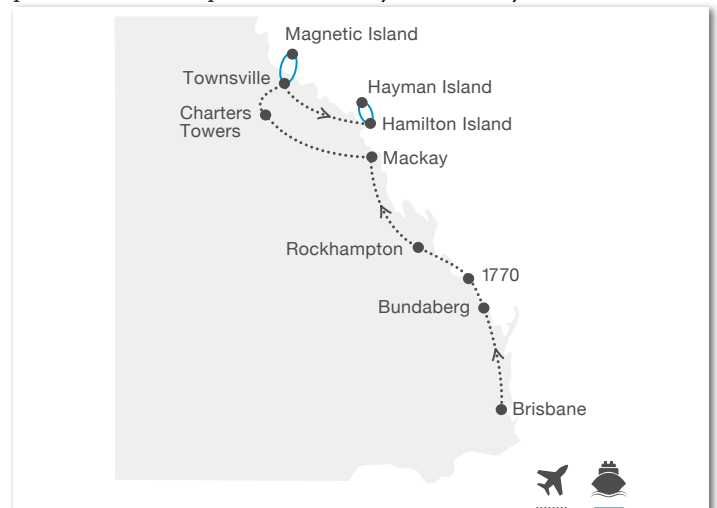 Magnetic Island
Townsville
Hayman Island
Charters
Towers
Hamilton Island
Mackay
Rockhampton
1770
Bundaberg
Brisbane